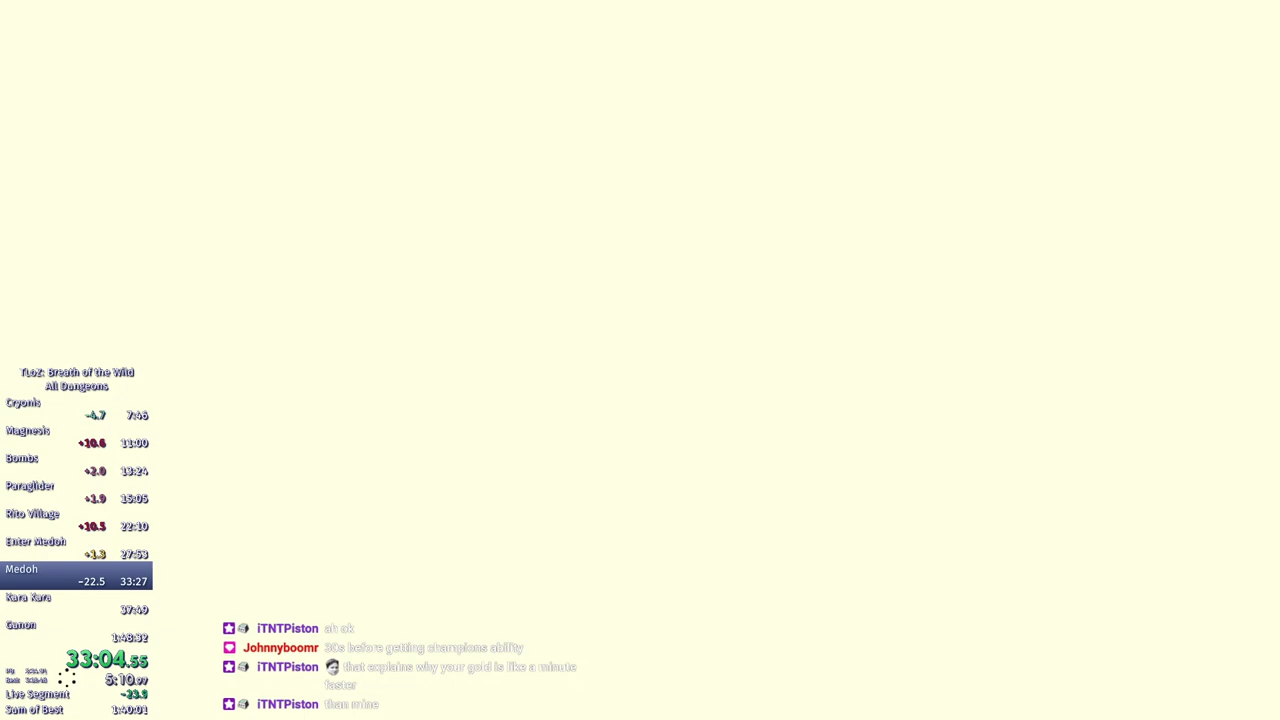 TLoZ: Breath of the Wild
All Dungeons
Cryonis
-4.7 7:46
Magnesis
+10.6 11:00
Bombs
+2.0 13:24
Paraglider
+1.9 15:05
Rito Village
+10.5 22:10
Enter Medoh
+1.3 27:53
Medoh
-22.5 33:27
Kara Kara
37:49
Ganon
1:48:32
33:04.55
5:10.99
Live Segment -23.9
Sum of Best 1:40:01
iTNTPiston ah ok
Johnnyboomr 30s before getting champions ability
iTNTPiston that explains why your gold is like a minute
faster
iTNTPiston than mine